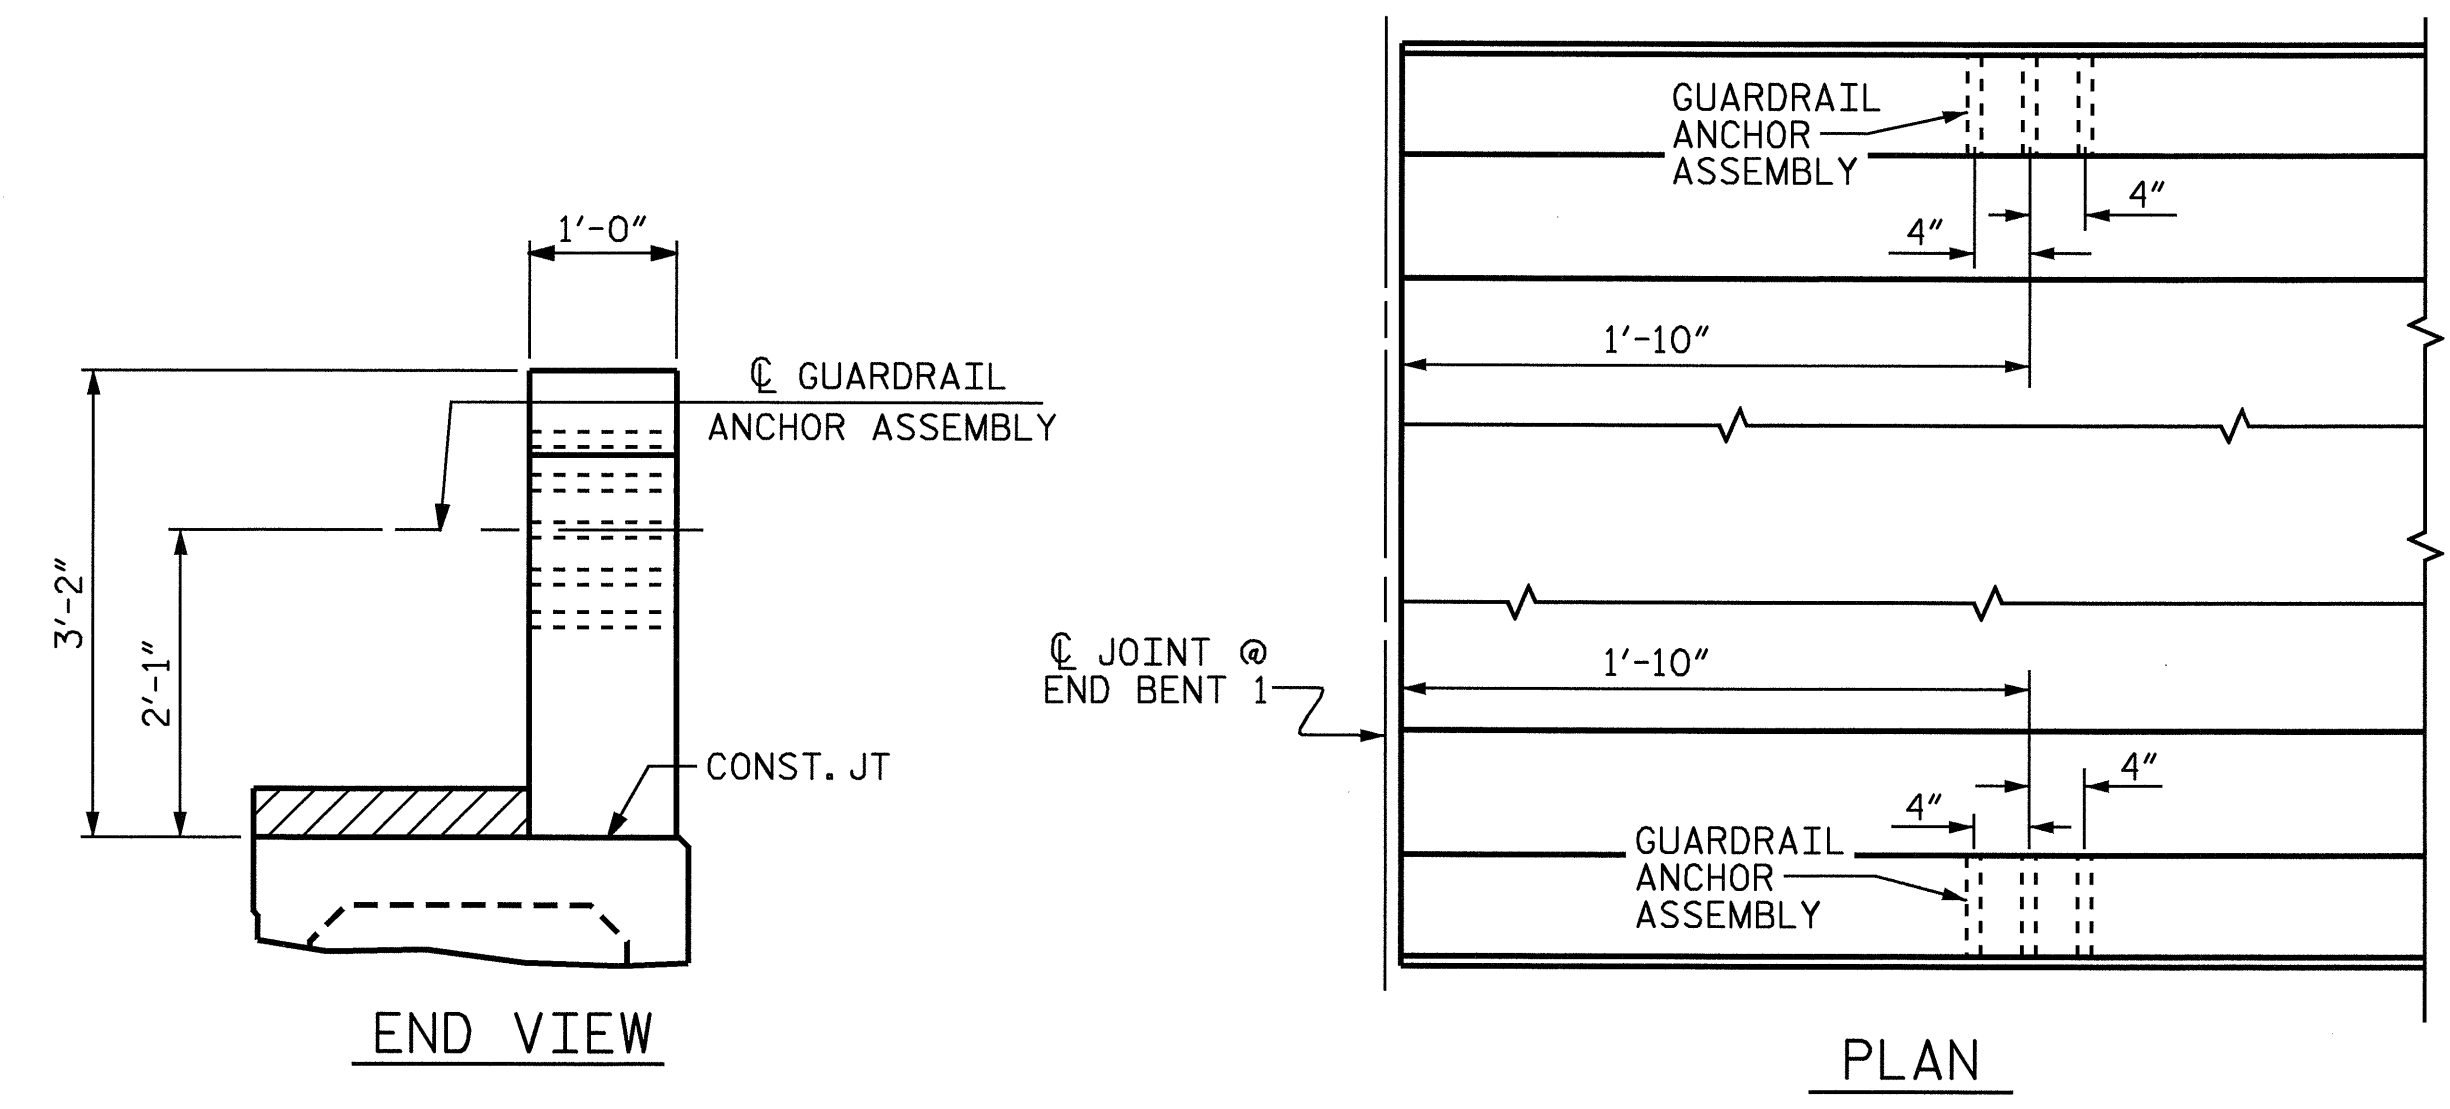 1'-0"
℄ GUARDRAIL
ANCHOR ASSEMBLY
3'-2"
2'-1"
CONST. JT
END VIEW
GUARDRAIL
ANCHOR
ASSEMBLY
4"
4"
1'-10"
℄ JOINT @
END BENT 1
1'-10"
4"
4"
GUARDRAIL
ANCHOR
ASSEMBLY
PLAN